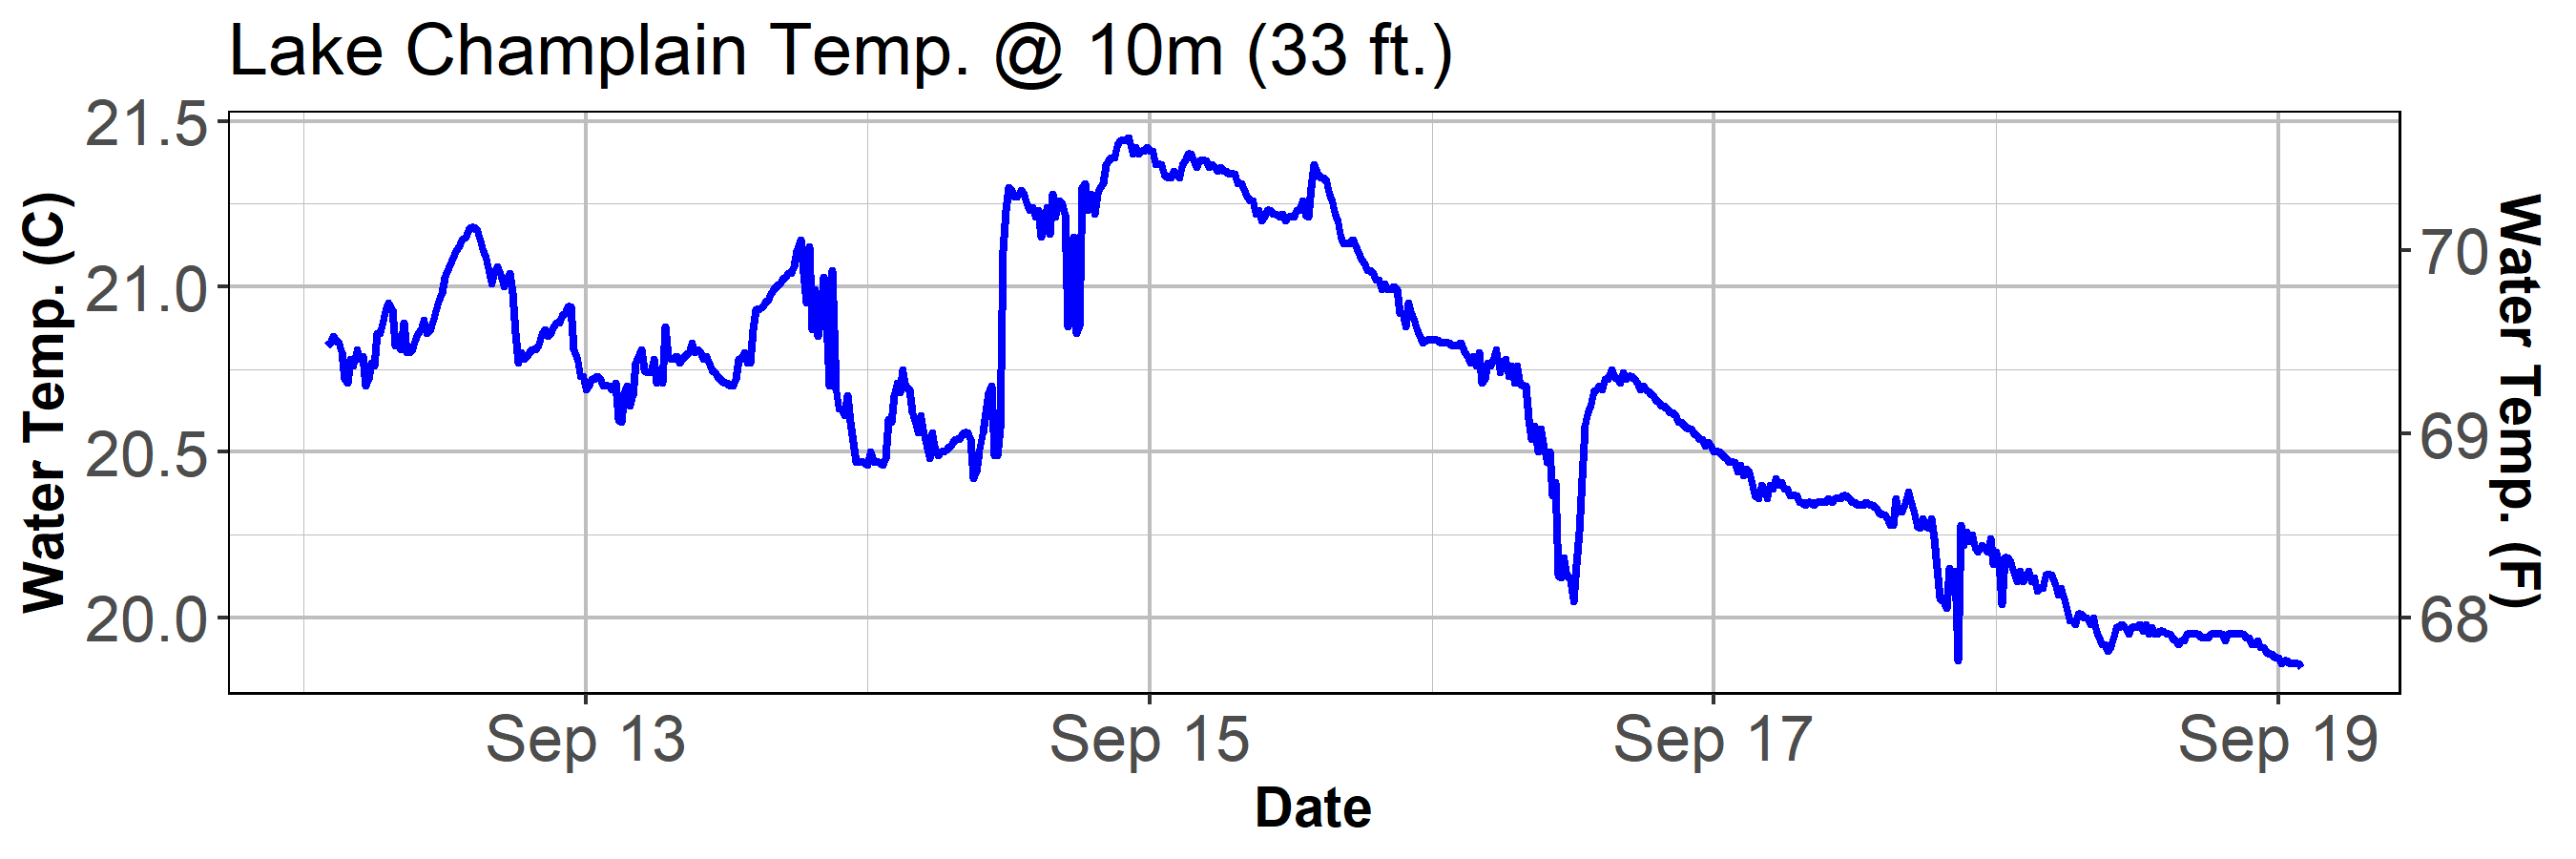 Lake Champlain Temp. @ 10m (33 ft.)
Water Temp. (C)
21.5
21.0
20.5
20.0
70
69
68
Water Temp. (F)
Sep 13 Sep 15 Sep 17 Sep 19
Date